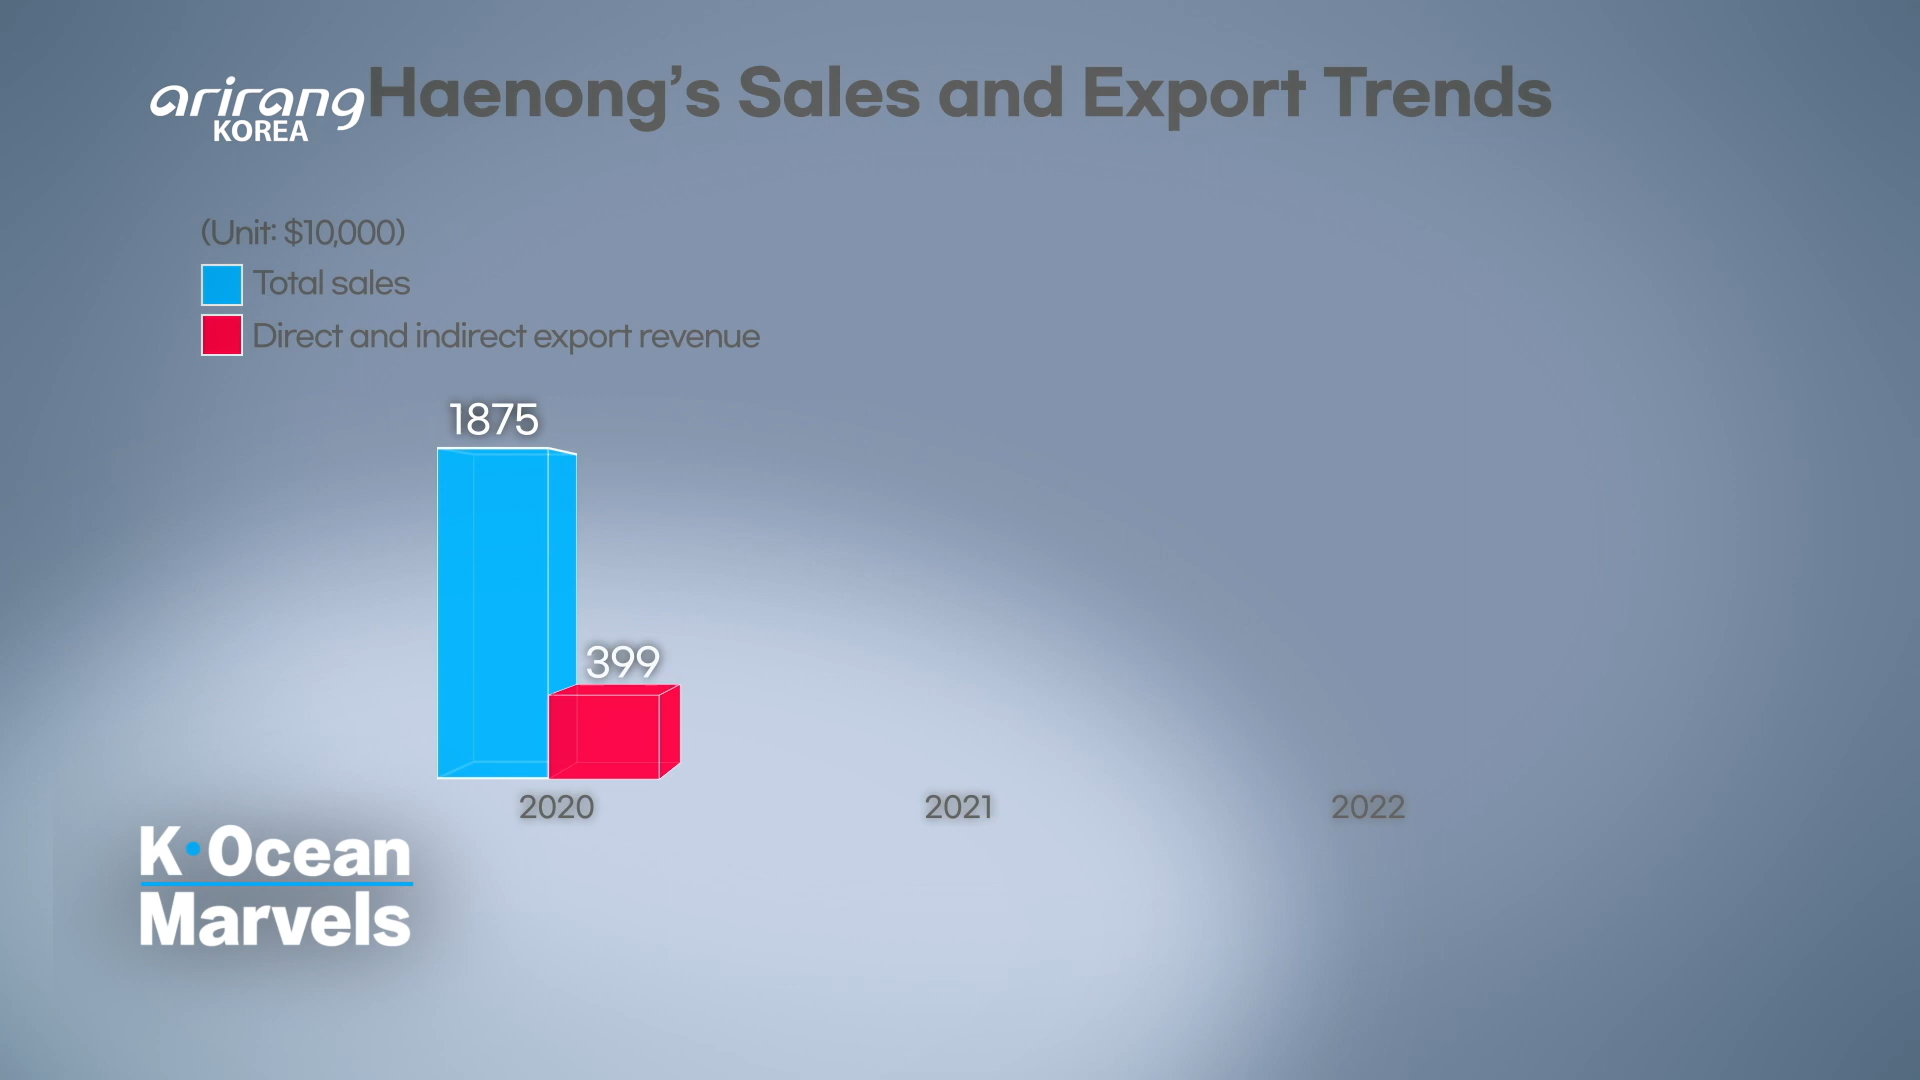 arirang
KOREA
Haenong’s Sales and Export Trends
(Unit: $10,000)
Total sales
Direct and indirect export revenue
1875
399
2020
2021
2022
K·Ocean
Marvels